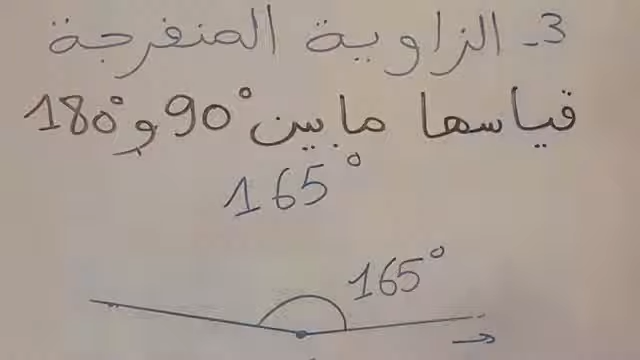 3- الزاوية المنفرجة
قياسها ما بين 90° و 180°
165°
165°